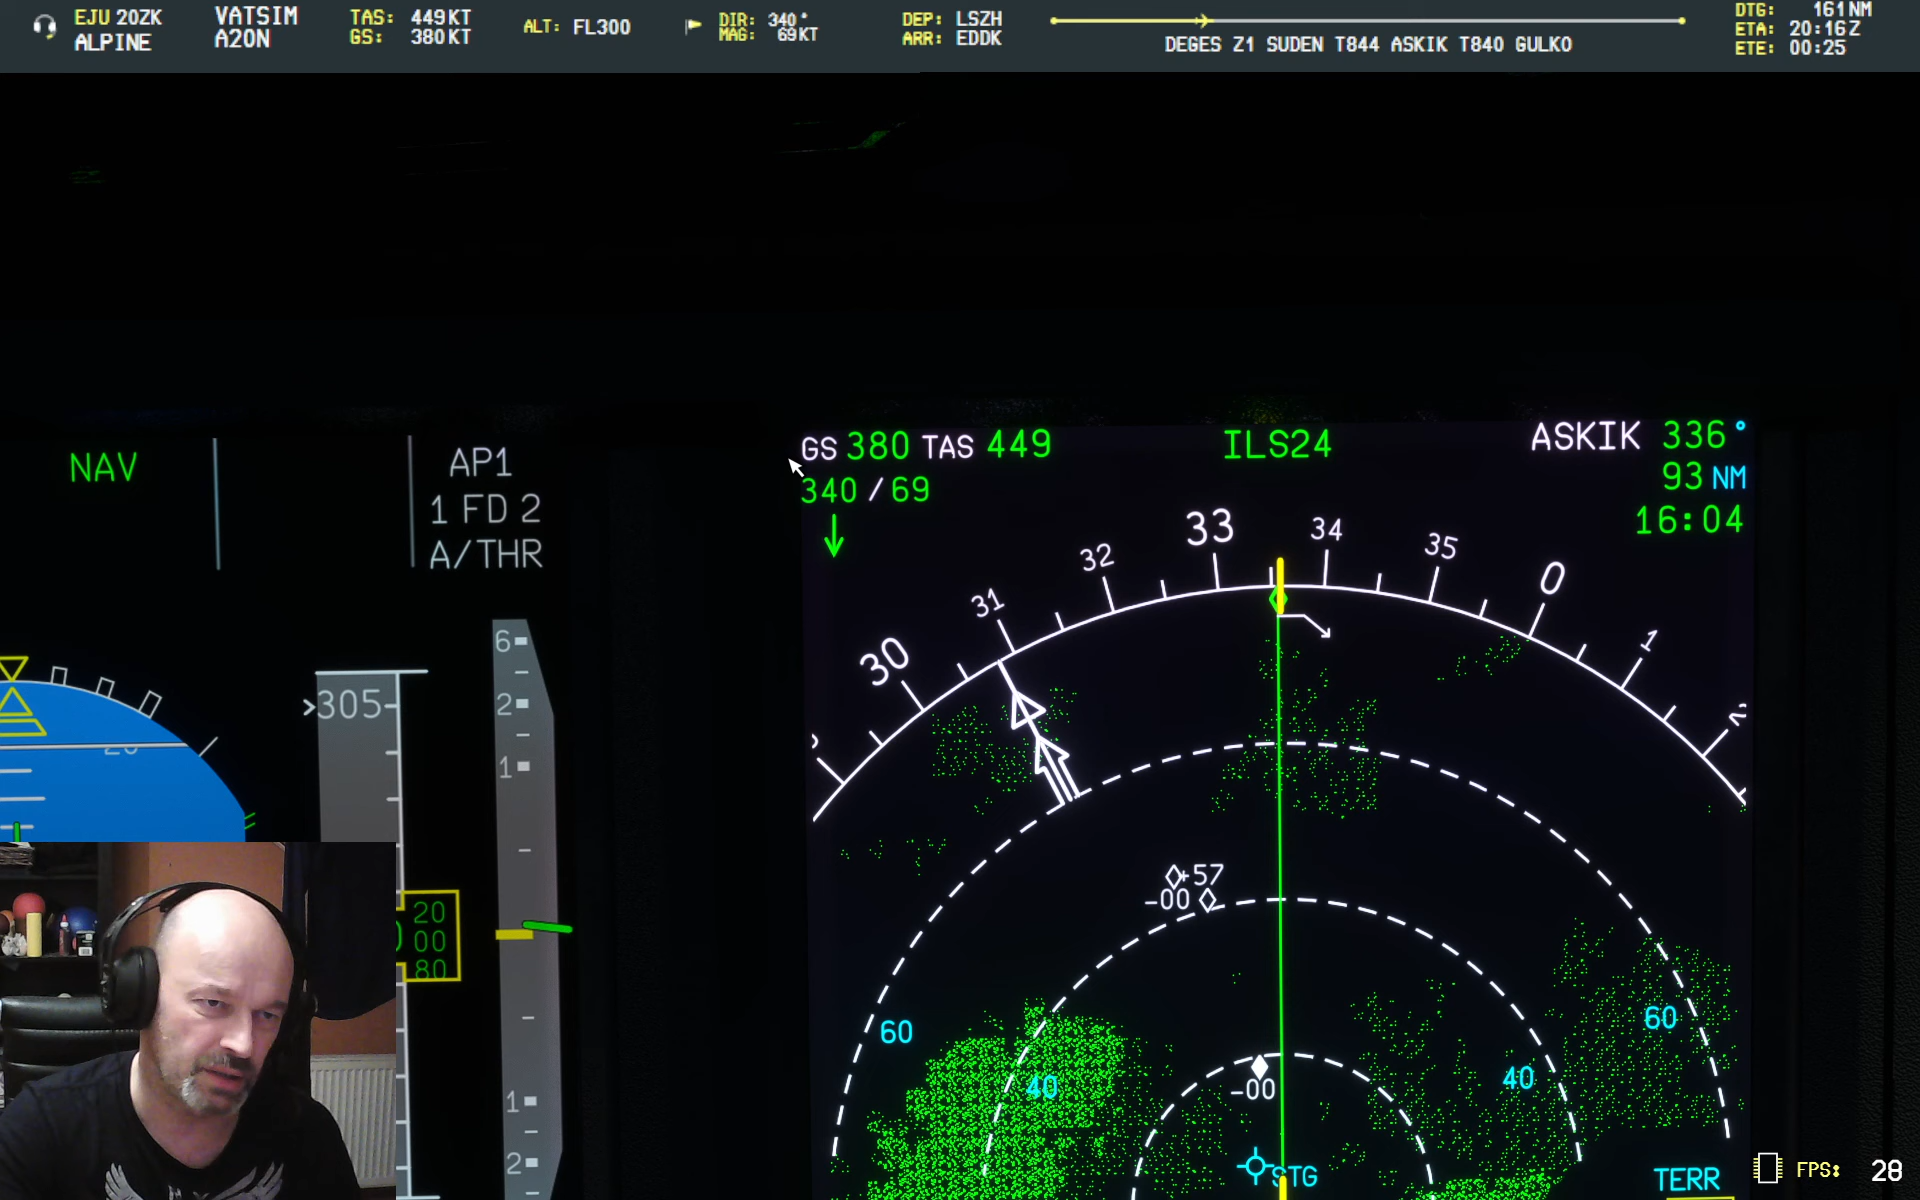 EJU 20ZK
ALPINE
VATSIM
A20N
TAS: 449KT
GS: 380KT
ALT: FL300
DIR: 340°
MAG: 69KT
DEP: LSZH
ARR: EDDK
DEGES Z1 SUDEN T844 ASKIK T840 GULKO
DTG: 161NM
ETA: 20:16Z
ETE: 00:25
NAV
AP1
1 FD 2
A/THR
GS 380 TAS 449
340 / 69
ILS24
ASKIK 336°
93 NM
16:04
30
31
32
33
34
35
0
1
305
20
6
2
1
1
2
20
00
80
+57
-00
60
60
40
40
-00
STG
TERR
FPS: 28